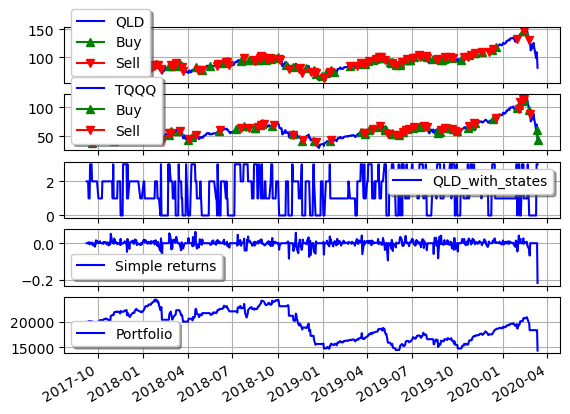 QLD
Buy
Sell
150
100
TQQQ
Buy
Sell
100
50
QLD_with_states
2
0
0.0
−0.2
Simple returns
20000
15000
Portfolio
2017-10
2018-01
2018-04
2018-07
2018-10
2019-01
2019-04
2019-07
2019-10
2020-01
2020-04